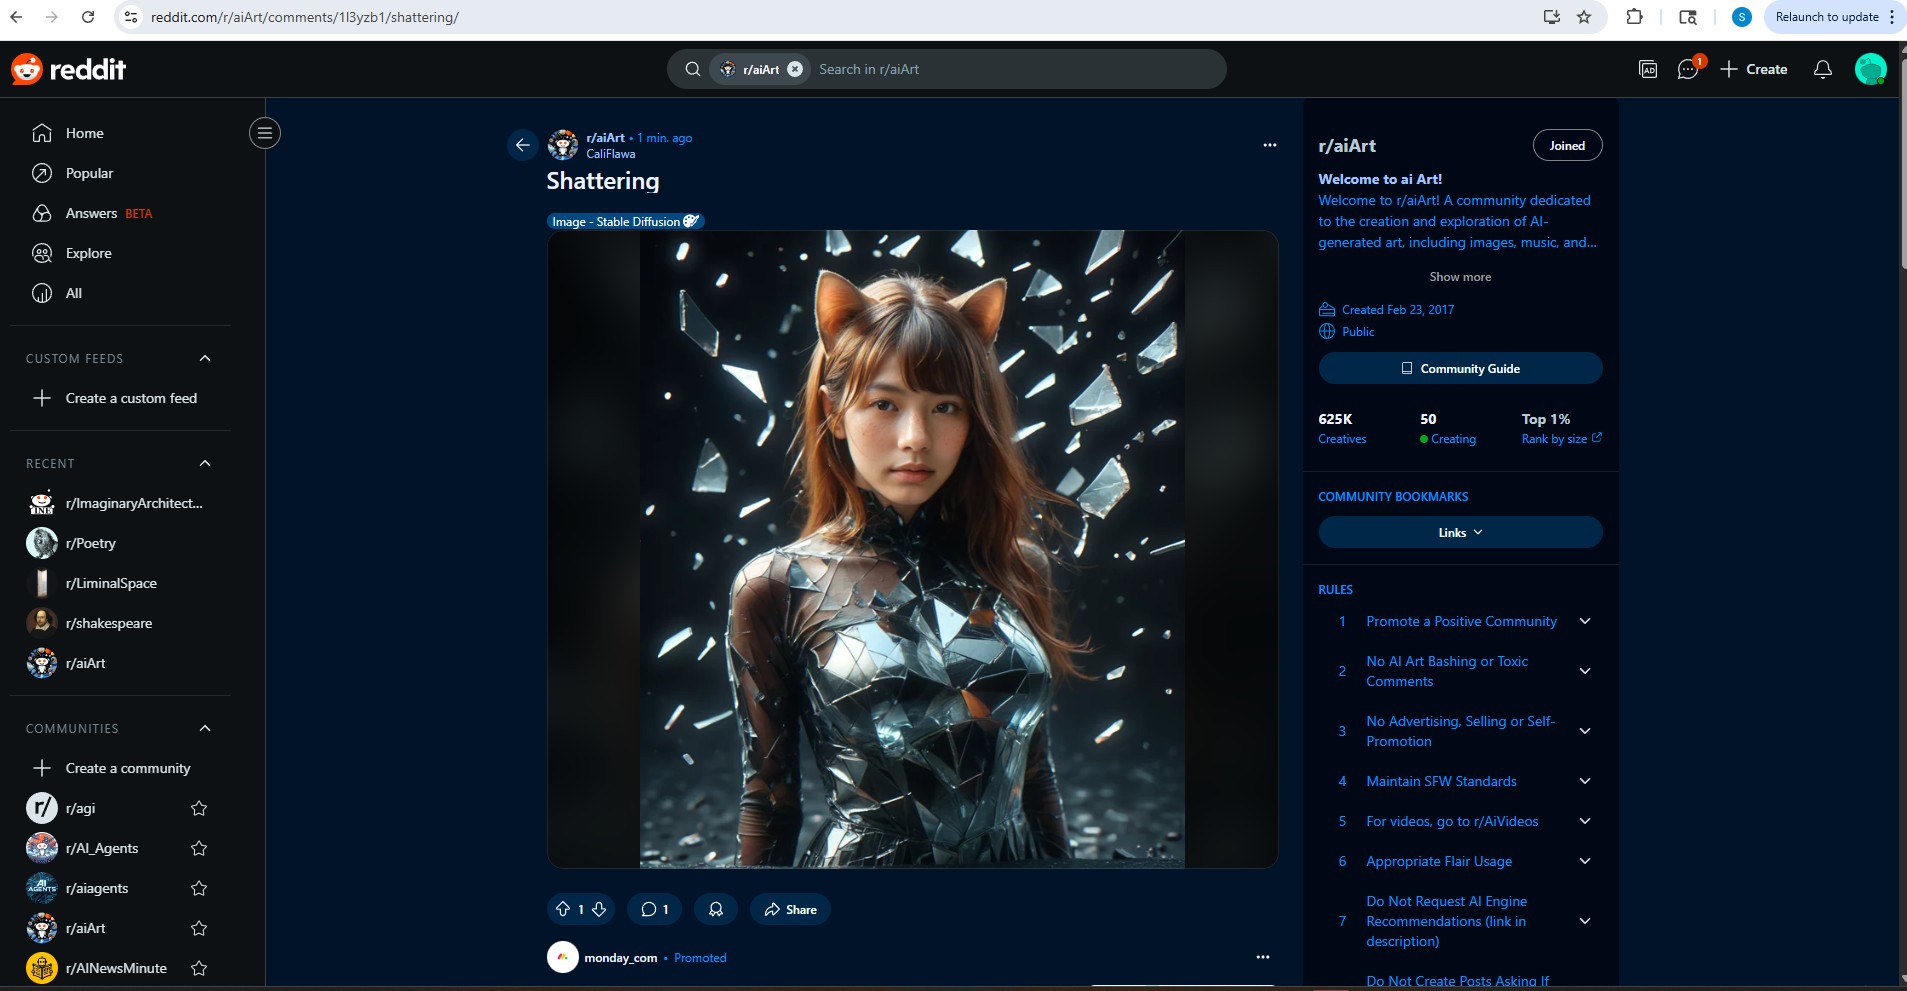 reddit.com/r/aiArt/comments/1l3yzb1/shattering/
S
Relaunch to update
reddit
r/aiArt
Search in r/aiArt
AD
1
Create
Home
Popular
Answers BETA
Explore
All
CUSTOM FEEDS
Create a custom feed
RECENT
r/ImaginaryArchitect...
r/Poetry
r/LiminalSpace
r/shakespeare
r/aiArt
COMMUNITIES
Create a community
r/
r/agi
r/AI_Agents
AI
AGENTS
r/aiagents
r/aiArt
r/AINewsMinute
r/aiArt • 1 min. ago
CaliFlawa
Shattering
Image - Stable Diffusion
1
1
Share
monday_com • Promoted
r/aiArt
Joined
Welcome to ai Art!
Welcome to r/aiArt! A community dedicated
to the creation and exploration of AI-
generated art, including images, music, and...
Show more
Created Feb 23, 2017
Public
Community Guide
625K
Creatives
50
Creating
Top 1%
Rank by size
COMMUNITY BOOKMARKS
Links
RULES
1 Promote a Positive Community
2 No AI Art Bashing or Toxic
Comments
3 No Advertising, Selling or Self-
Promotion
4 Maintain SFW Standards
5 For videos, go to r/AiVideos
6 Appropriate Flair Usage
7 Do Not Request AI Engine
Recommendations (link in
description)
Do Not Create Posts Asking If